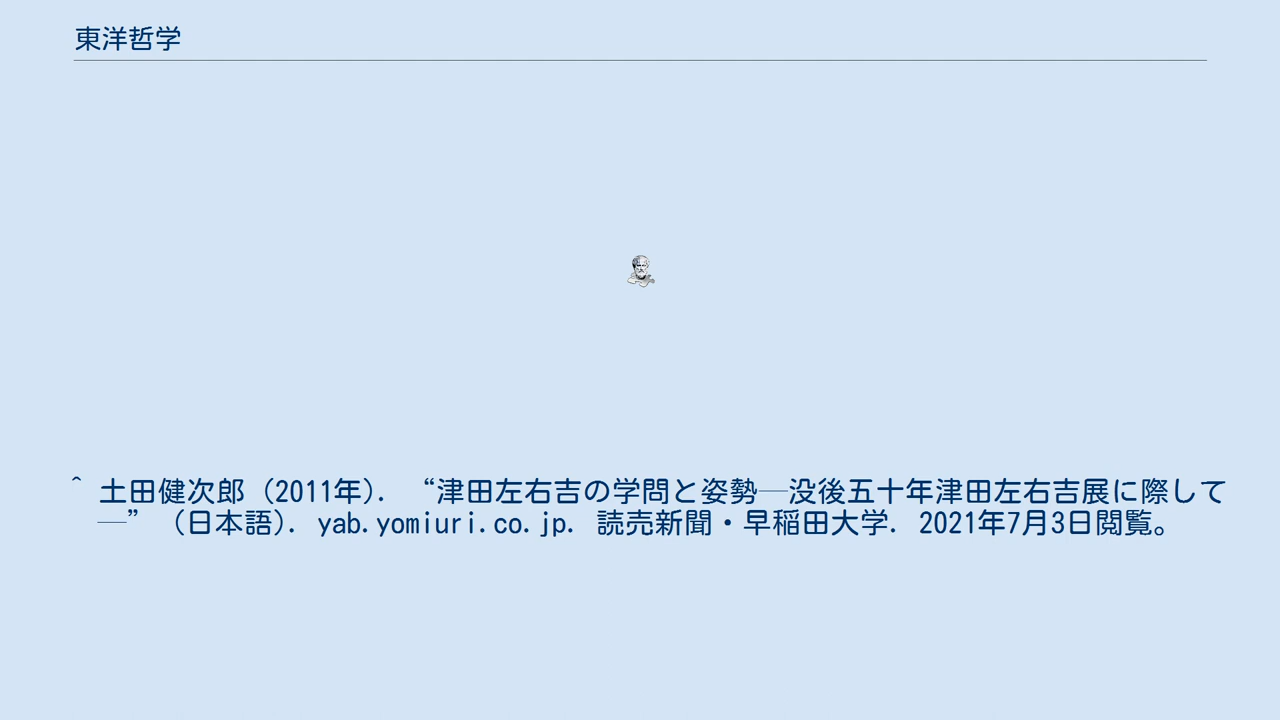 東洋哲学
^ 土田健次郎 (2011年). “津田左右吉の学問と姿勢―没後五十年津田左右吉展に際して
―” (日本語). yab.yomiuri.co.jp. 読売新聞・早稲田大学. 2021年7月3日閲覧。